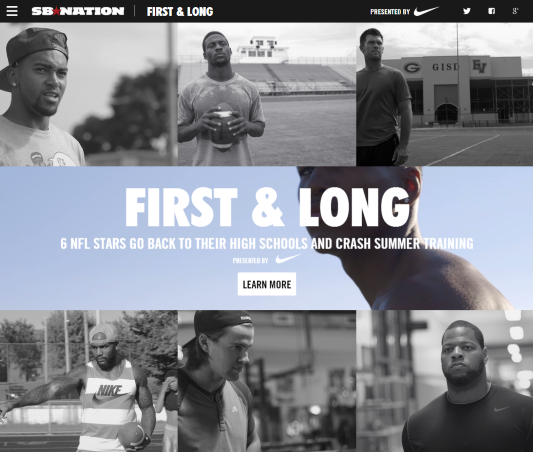 SB★NATION
FIRST & LONG
PRESENTED BY
G GISD EV
FIRST & LONG
6 NFL STARS GO BACK TO THEIR HIGH SCHOOLS AND CRASH SUMMER TRAINING
PRESENTED BY
LEARN MORE
NIKE